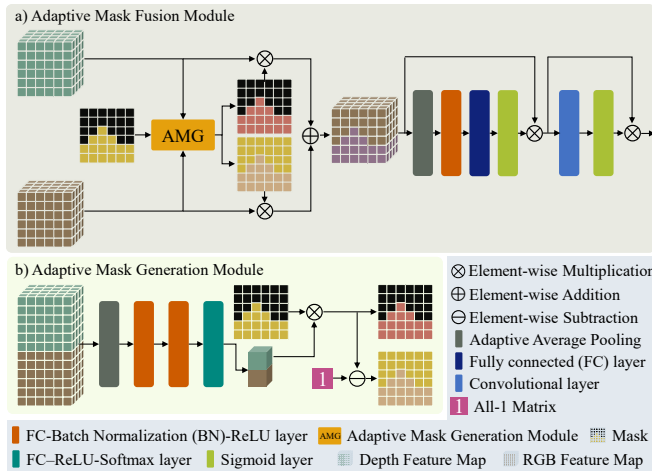 a) Adaptive Mask Fusion Module
AMG
b) Adaptive Mask Generation Module
1
Element-wise Multiplication
Element-wise Addition
Element-wise Subtraction
Adaptive Average Pooling
Fully connected (FC) layer
Convolutional layer
1 All-1 Matrix
FC-Batch Normalization (BN)-ReLU layer AMG Adaptive Mask Generation Module Mask
FC–ReLU-Softmax layer Sigmoid layer Depth Feature Map RGB Feature Map